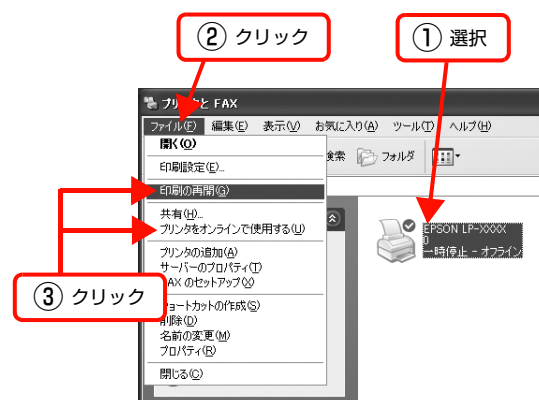 ② クリック
① 選択
プリンタと FAX
ファイル(F) 編集(E) 表示(V) お気に入り(A) ツール(T) ヘルプ(H)
開く(O)
検索 フォルダ
印刷設定(E)...
印刷の再開(G)
共有(H)...
プリンタをオンラインで使用する(U)
EPSON LP-XXXX
0
一時停止 - オフライン
プリンタの追加(A)
サーバーのプロパティ(T)
FAX のセットアップ(X)
③ クリック
ショートカットの作成(S)
削除(D)
名前の変更(M)
プロパティ(R)
閉じる(C)